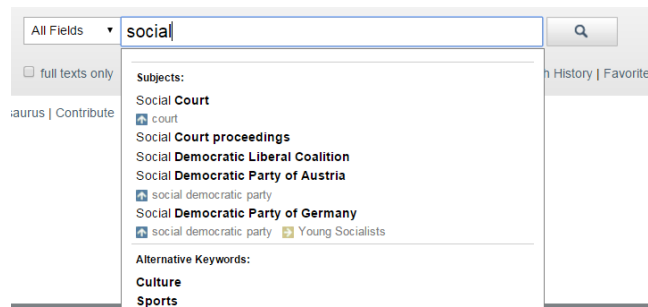 All Fields social
full texts only h History | Favorite
saurus | Contribute
Subjects:
Social Court
court
Social Court proceedings
Social Democratic Liberal Coalition
Social Democratic Party of Austria
social democratic party
Social Democratic Party of Germany
social democratic party Young Socialists
Alternative Keywords:
Culture
Sports